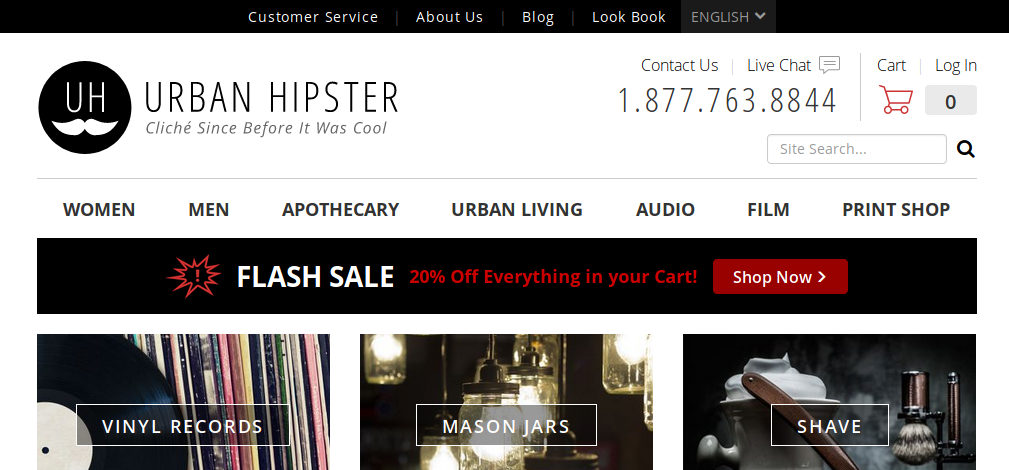 Customer Service | About Us | Blog | Look Book ENGLISH
UH URBAN HIPSTER
Cliché Since Before It Was Cool
Contact Us | Live Chat
Cart | Log In
1.877.763.8844
0
Site Search...
WOMEN MEN APOTHECARY URBAN LIVING AUDIO FILM PRINT SHOP
! FLASH SALE 20% Off Everything in your Cart! Shop Now >
VINYL RECORDS MASON JARS SHAVE